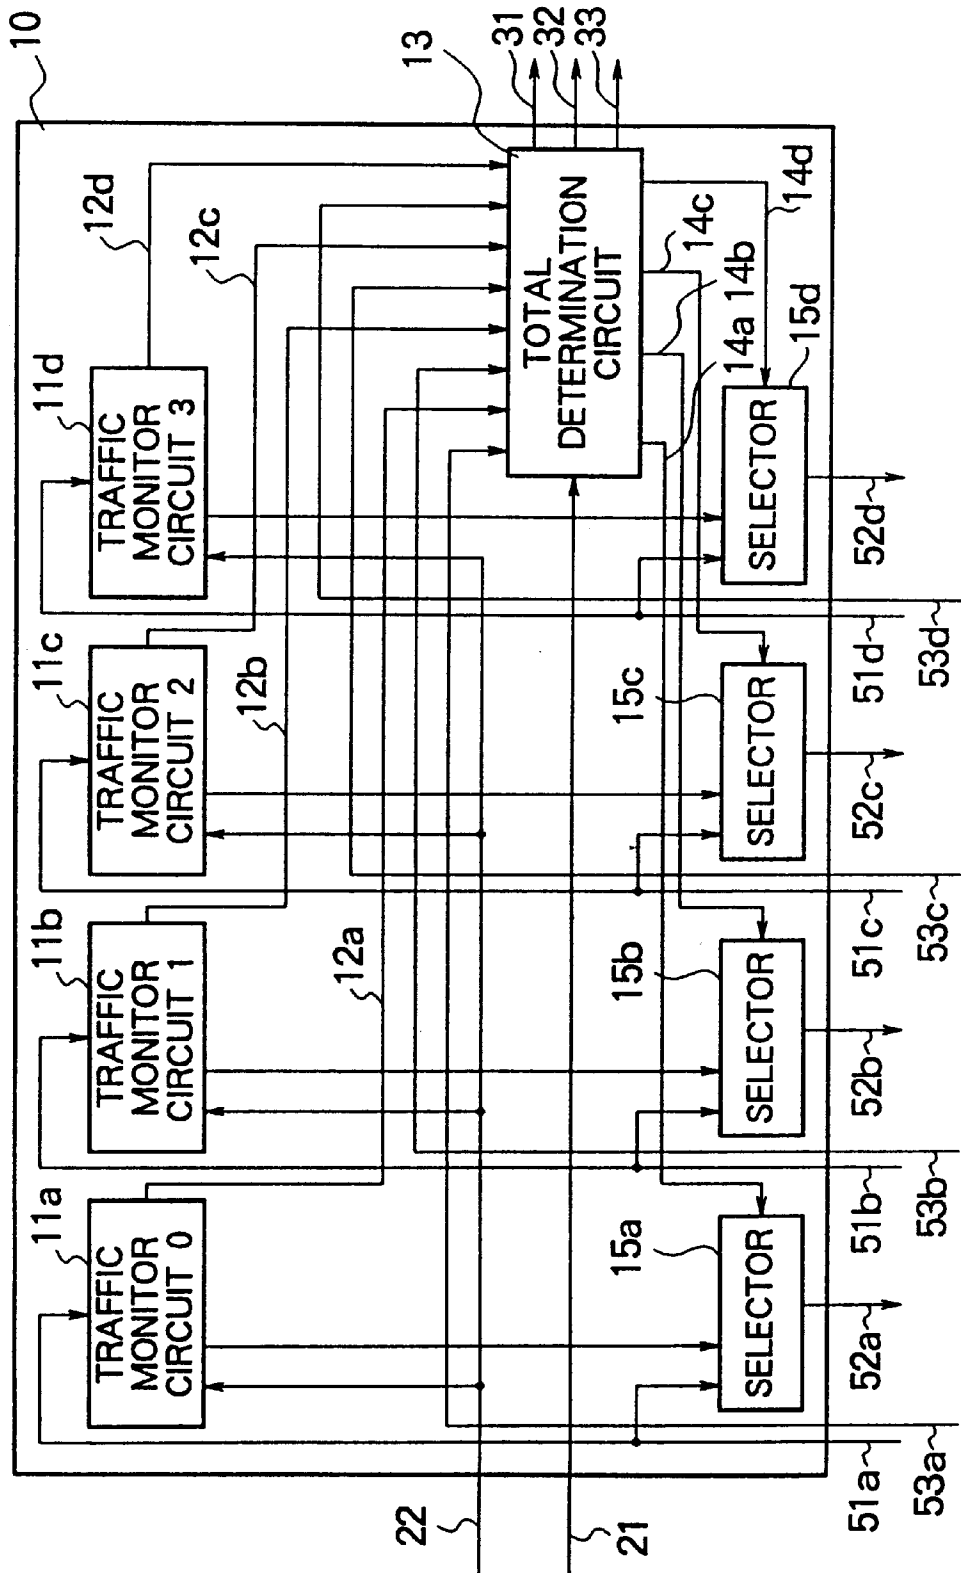 10
12d
12c
12b
12a
11d
TRAFFIC
MONITOR
CIRCUIT 3
11c
TRAFFIC
MONITOR
CIRCUIT 2
11b
TRAFFIC
MONITOR
CIRCUIT 1
11a
TRAFFIC
MONITOR
CIRCUIT 0
13
31
32
33
TOTAL
DETERMINATION
CIRCUIT
14a
14b
14c
14d
22
21
15a
SELECTOR
15b
SELECTOR
15c
SELECTOR
15d
SELECTOR
51a
53a
52a
51b
53b
52b
51c
53c
52c
51d
53d
52d